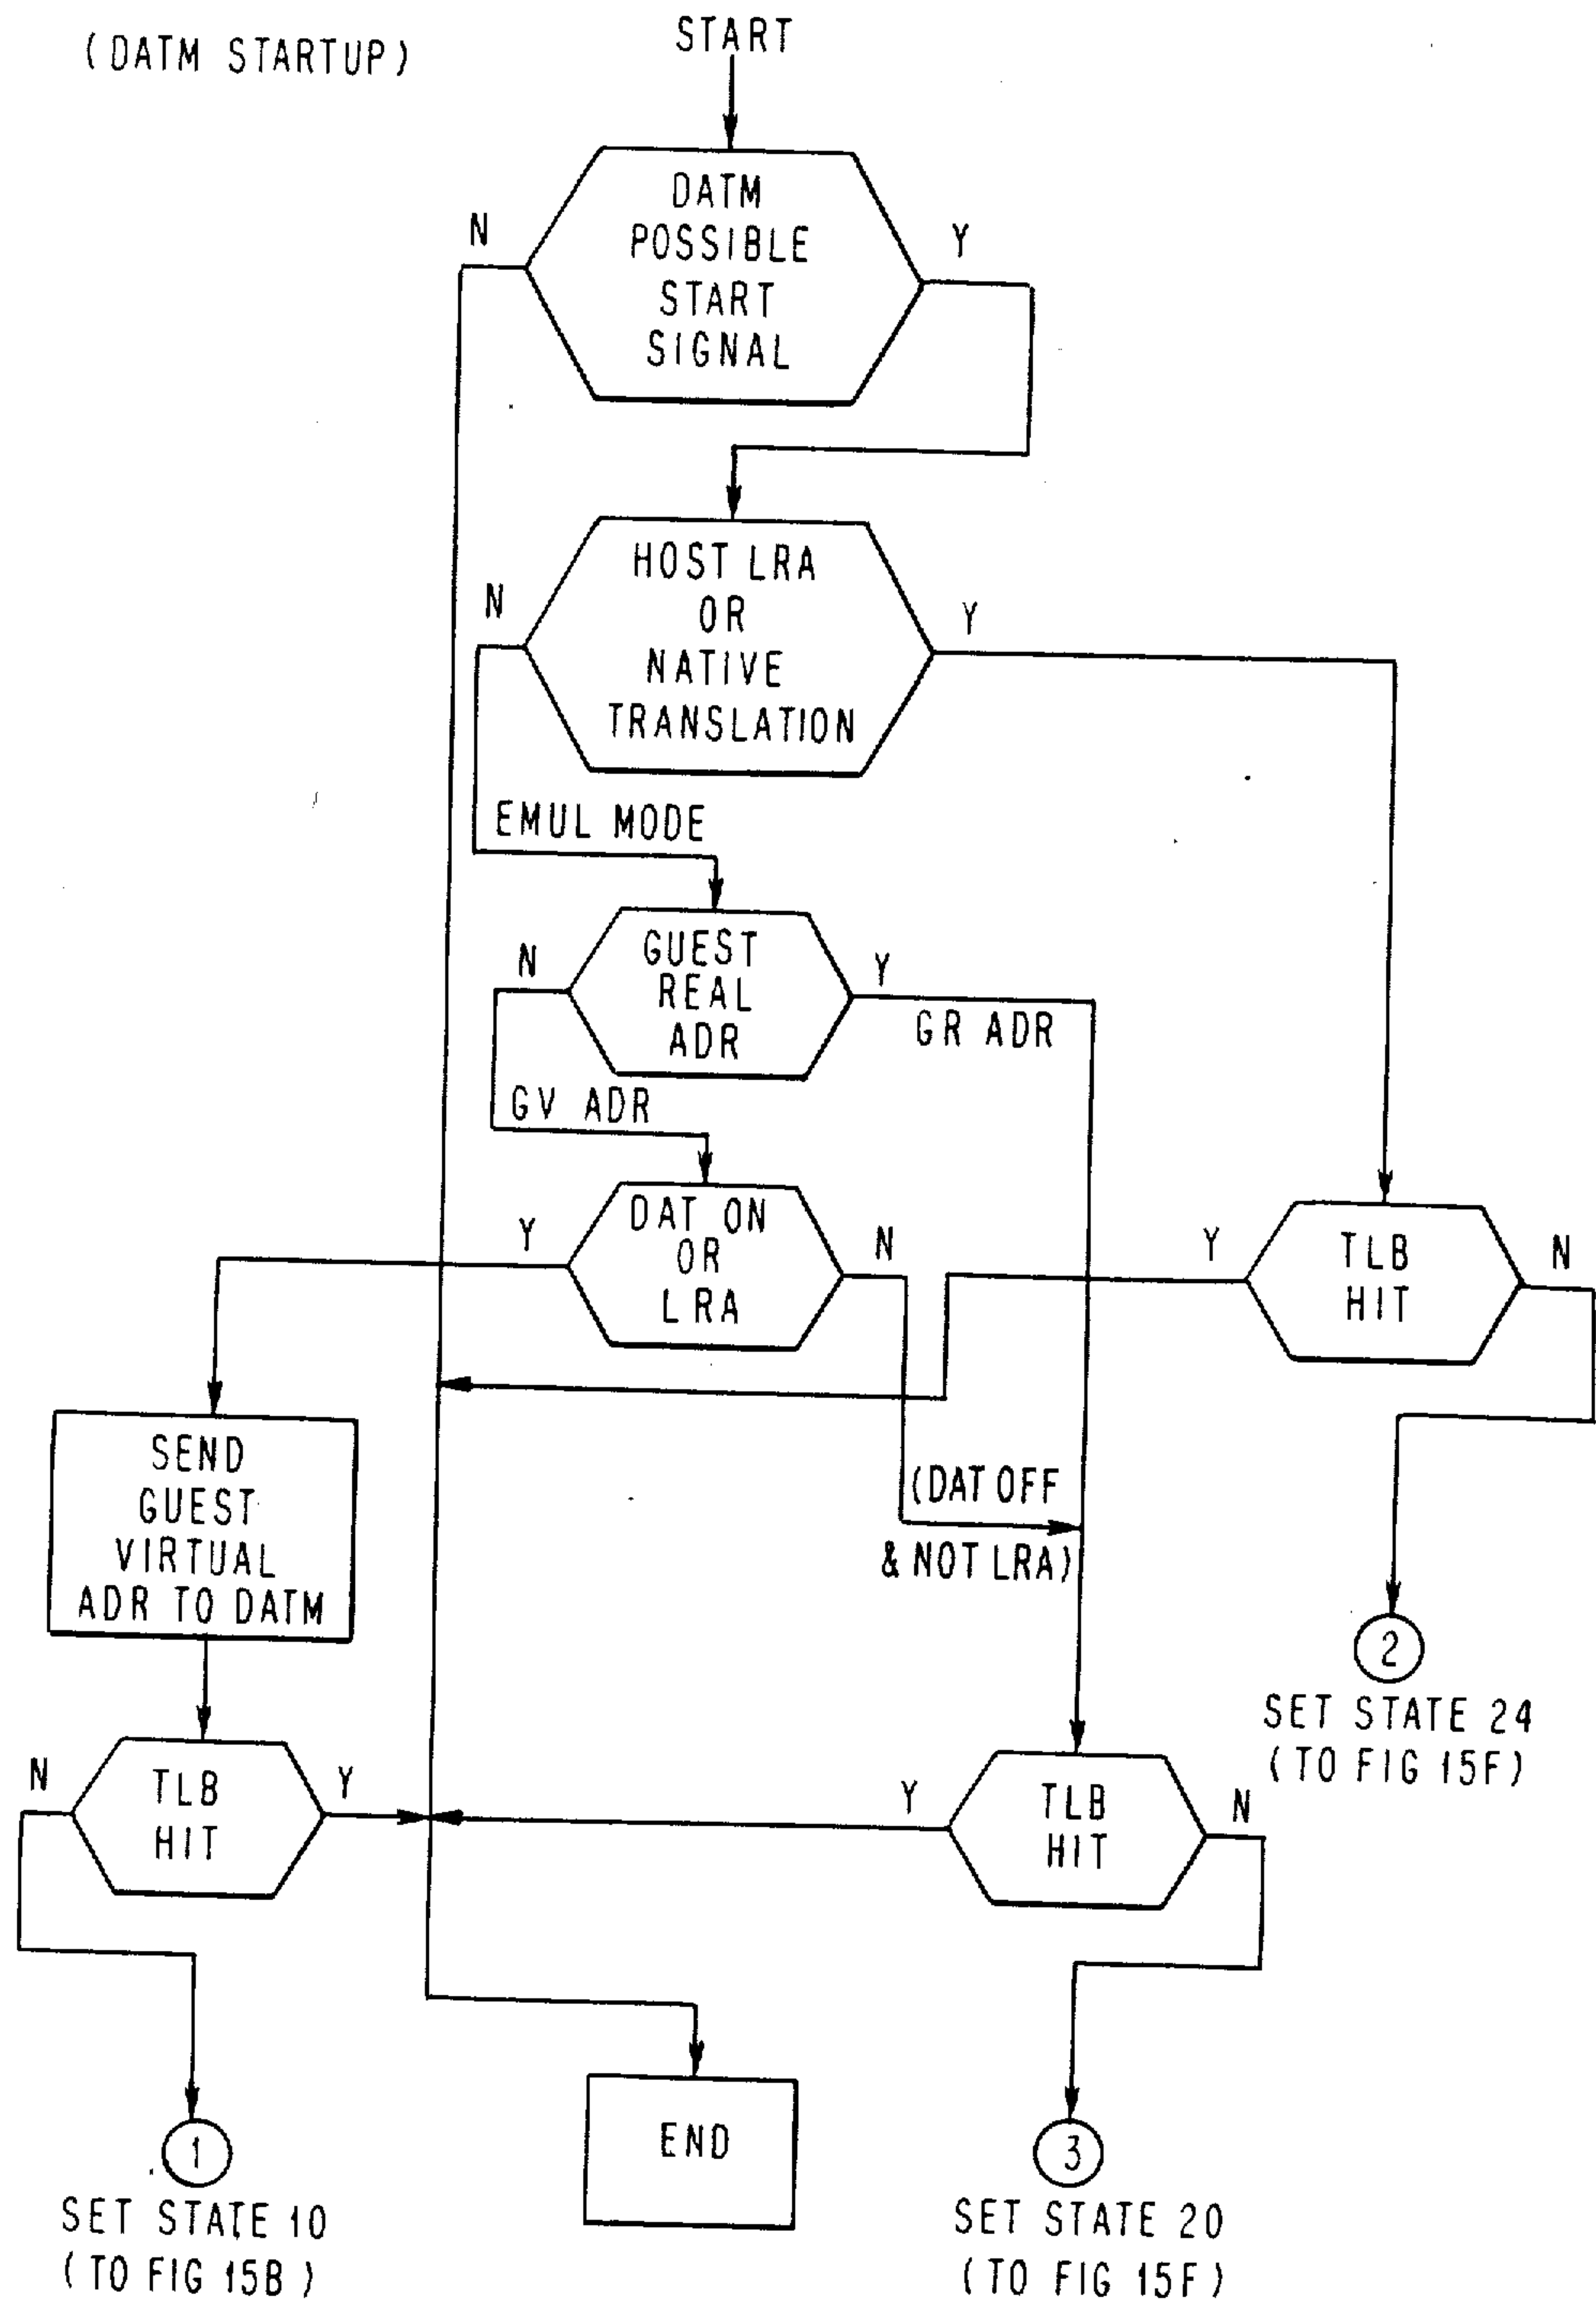 (DATM STARTUP)
START
DATM
POSSIBLE
START
SIGNAL
N
Y
HOST LRA
OR
NATIVE
TRANSLATION
N
Y
EMUL MODE
GUEST
REAL
ADR
N
Y
GR ADR
GV ADR
DAT ON
OR
LRA
Y
N
TLB
HIT
Y
N
(DAT OFF
& NOT LRA)
SEND
GUEST
VIRTUAL
ADR TO DATM
2
SET STATE 24
(TO FIG 15F)
TLB
HIT
N
Y
TLB
HIT
Y
N
1
SET STATE 10
(TO FIG 15B)
END
3
SET STATE 20
(TO FIG 15F)